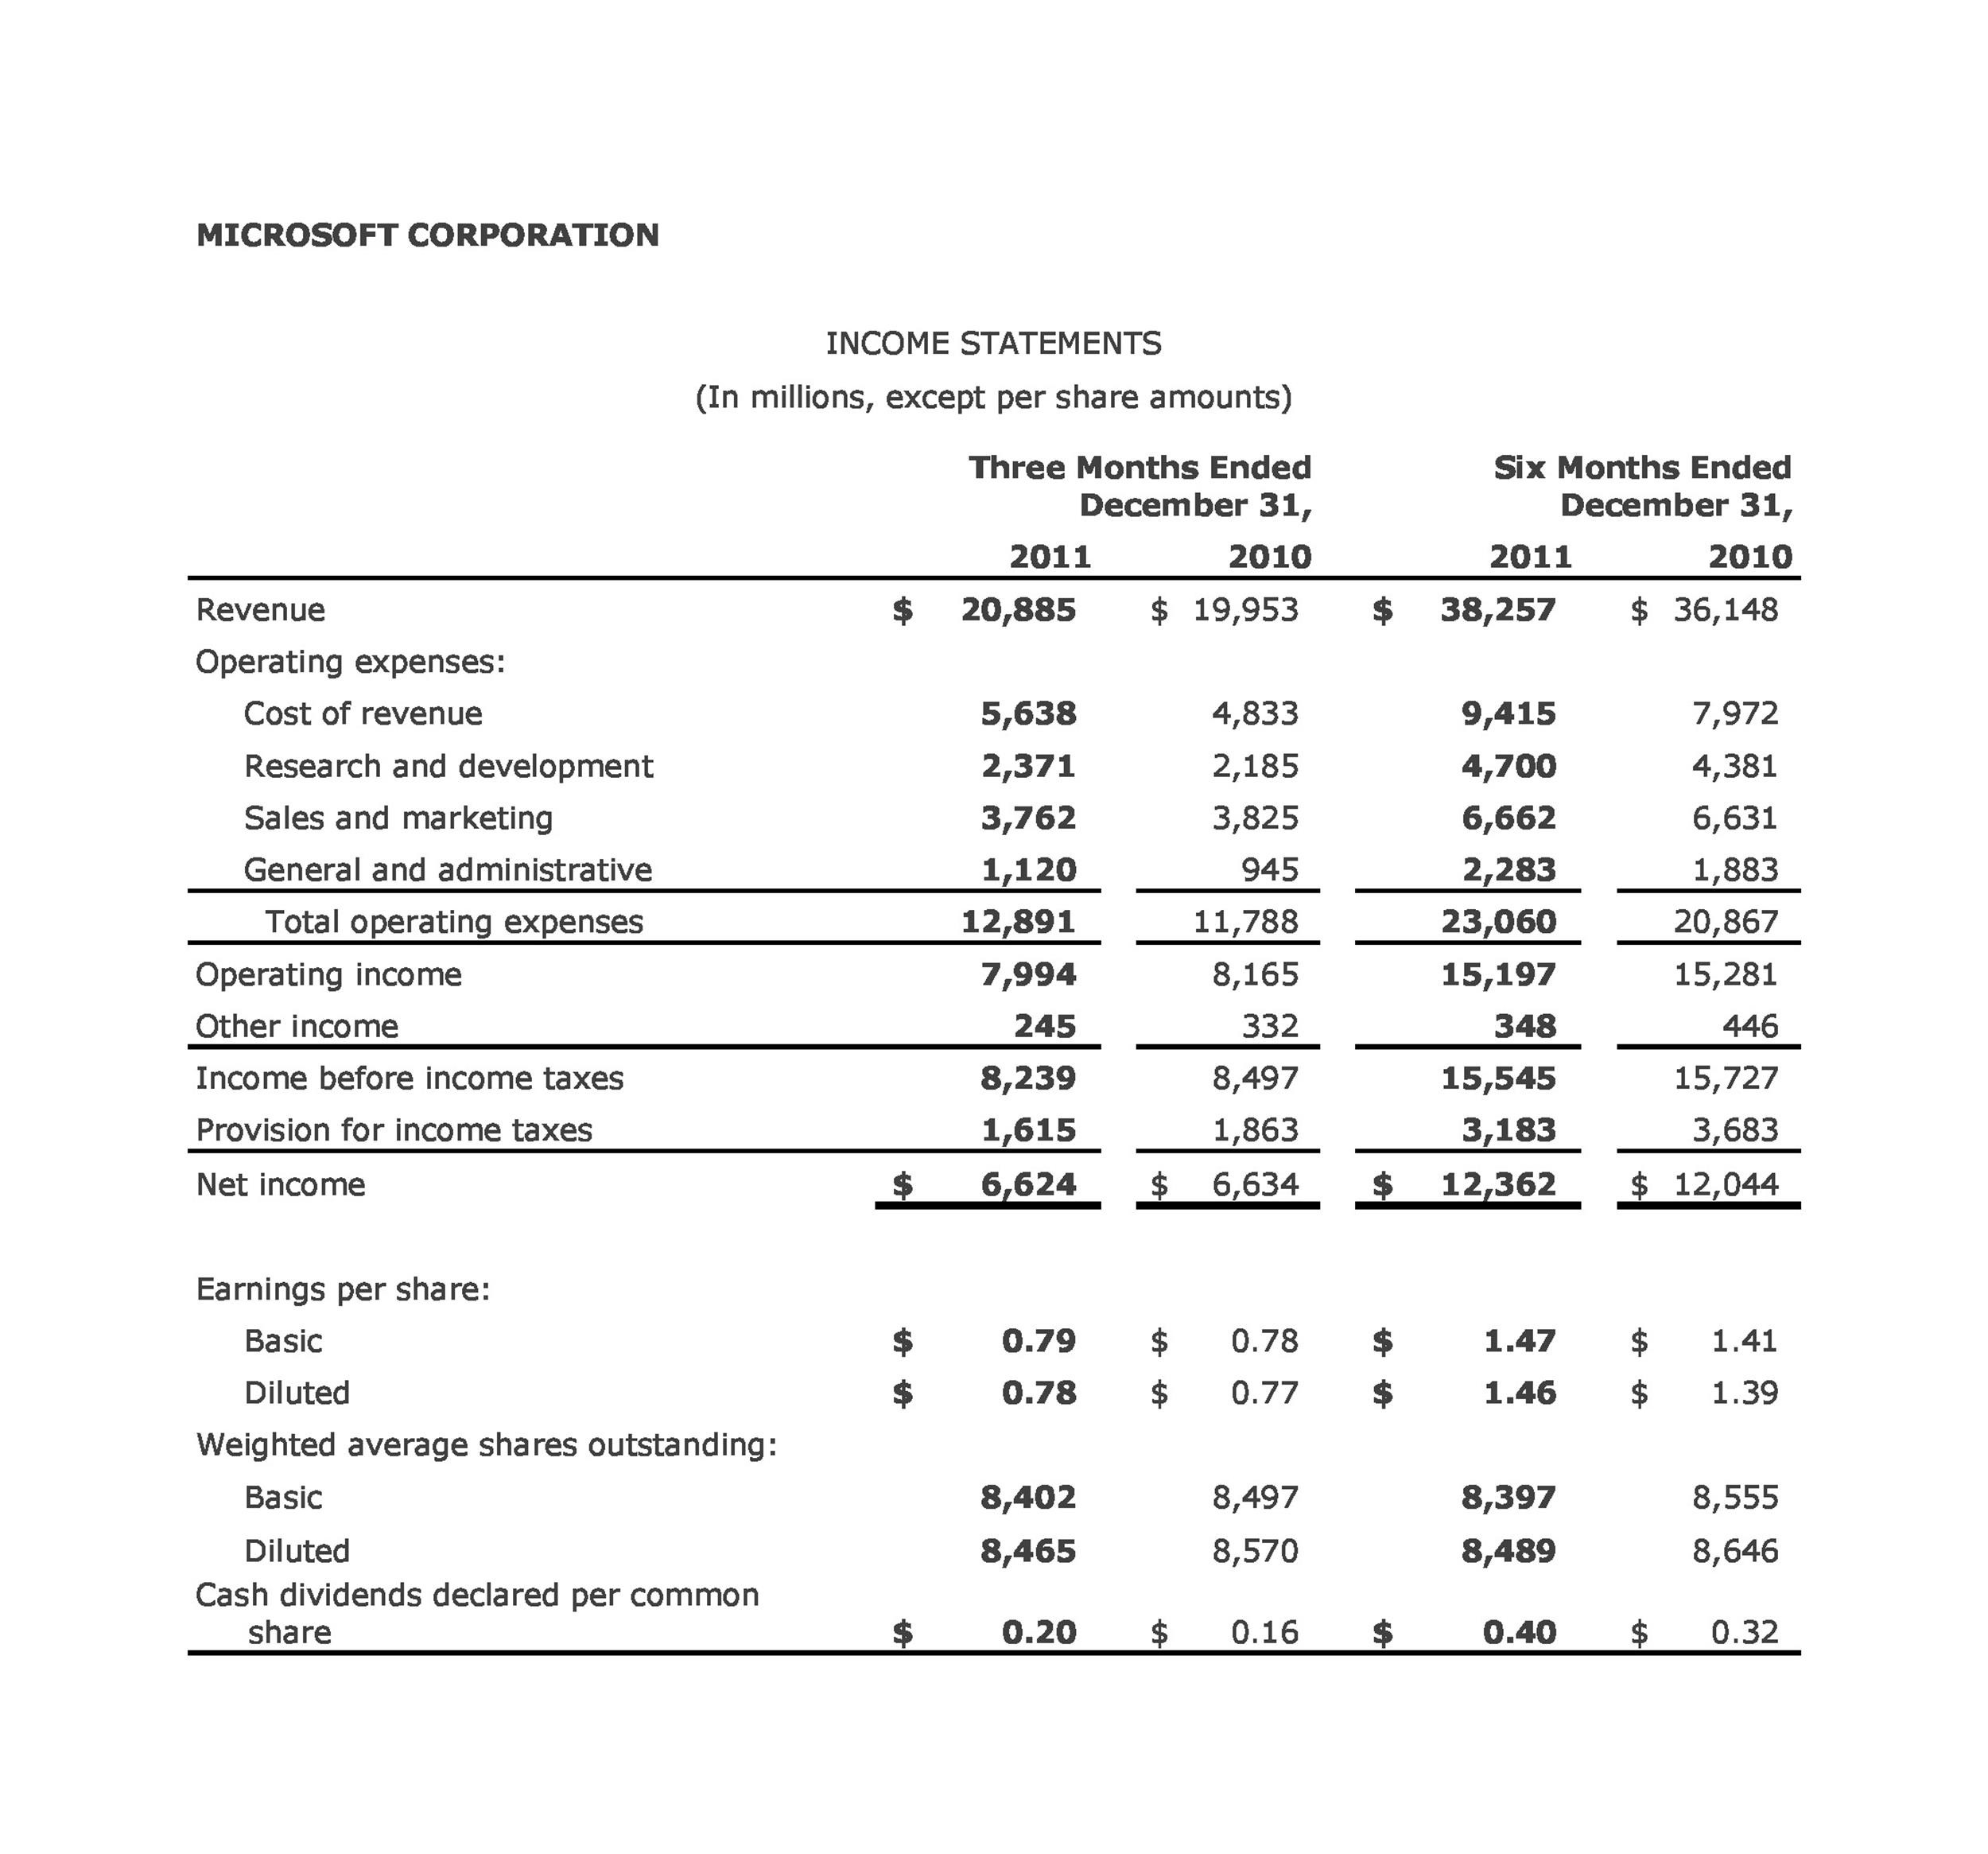 MICROSOFT CORPORATION
INCOME STATEMENTS
(In millions, except per share amounts)
Three Months Ended December 31, Six Months Ended December 31,
2011 2010 2011 2010
Revenue $ 20,885 $ 19,953 $ 38,257 $ 36,148
Operating expenses:
Cost of revenue 5,638 4,833 9,415 7,972
Research and development 2,371 2,185 4,700 4,381
Sales and marketing 3,762 3,825 6,662 6,631
General and administrative 1,120 945 2,283 1,883
Total operating expenses 12,891 11,788 23,060 20,867
Operating income 7,994 8,165 15,197 15,281
Other income 245 332 348 446
Income before income taxes 8,239 8,497 15,545 15,727
Provision for income taxes 1,615 1,863 3,183 3,683
Net income $ 6,624 $ 6,634 $ 12,362 $ 12,044
Earnings per share:
Basic $ 0.79 $ 0.78 $ 1.47 $ 1.41
Diluted $ 0.78 $ 0.77 $ 1.46 $ 1.39
Weighted average shares outstanding:
Basic 8,402 8,497 8,397 8,555
Diluted 8,465 8,570 8,489 8,646
Cash dividends declared per common
share $ 0.20 $ 0.16 $ 0.40 $ 0.32